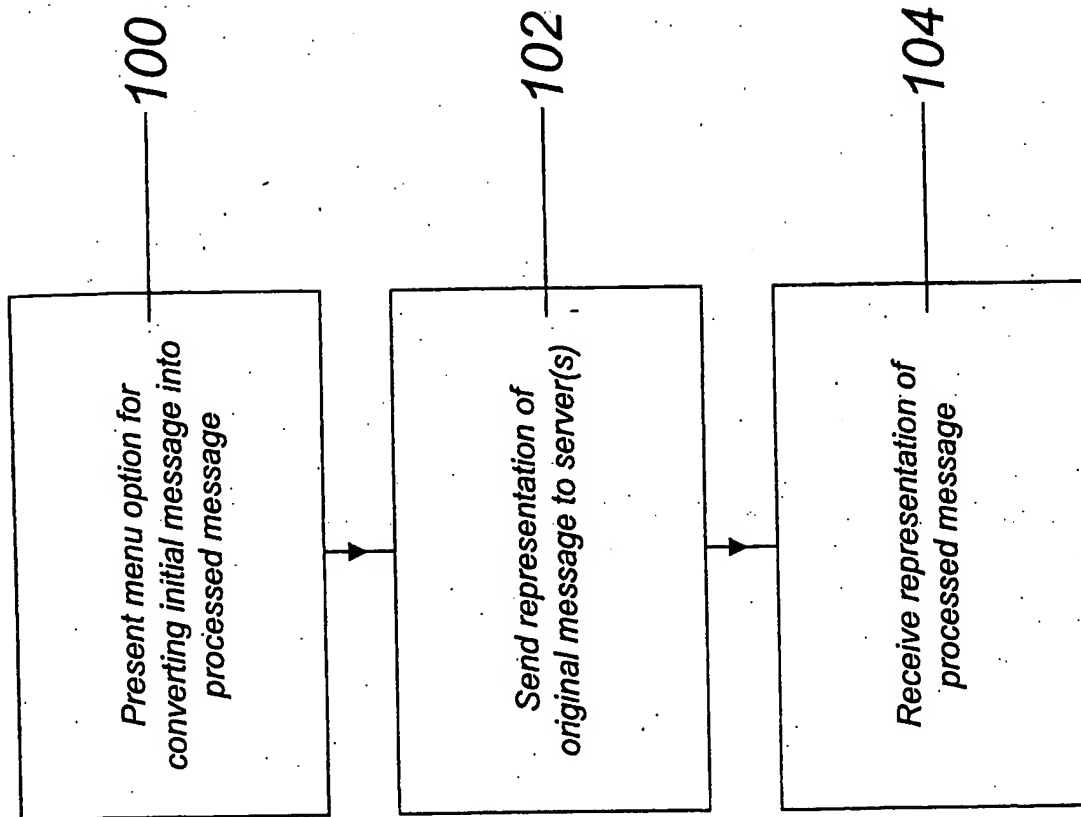 Present menu option for
converting initial message into
processed message
100
Send representation of
original message to server(s)
102
Receive representation of
processed message
104